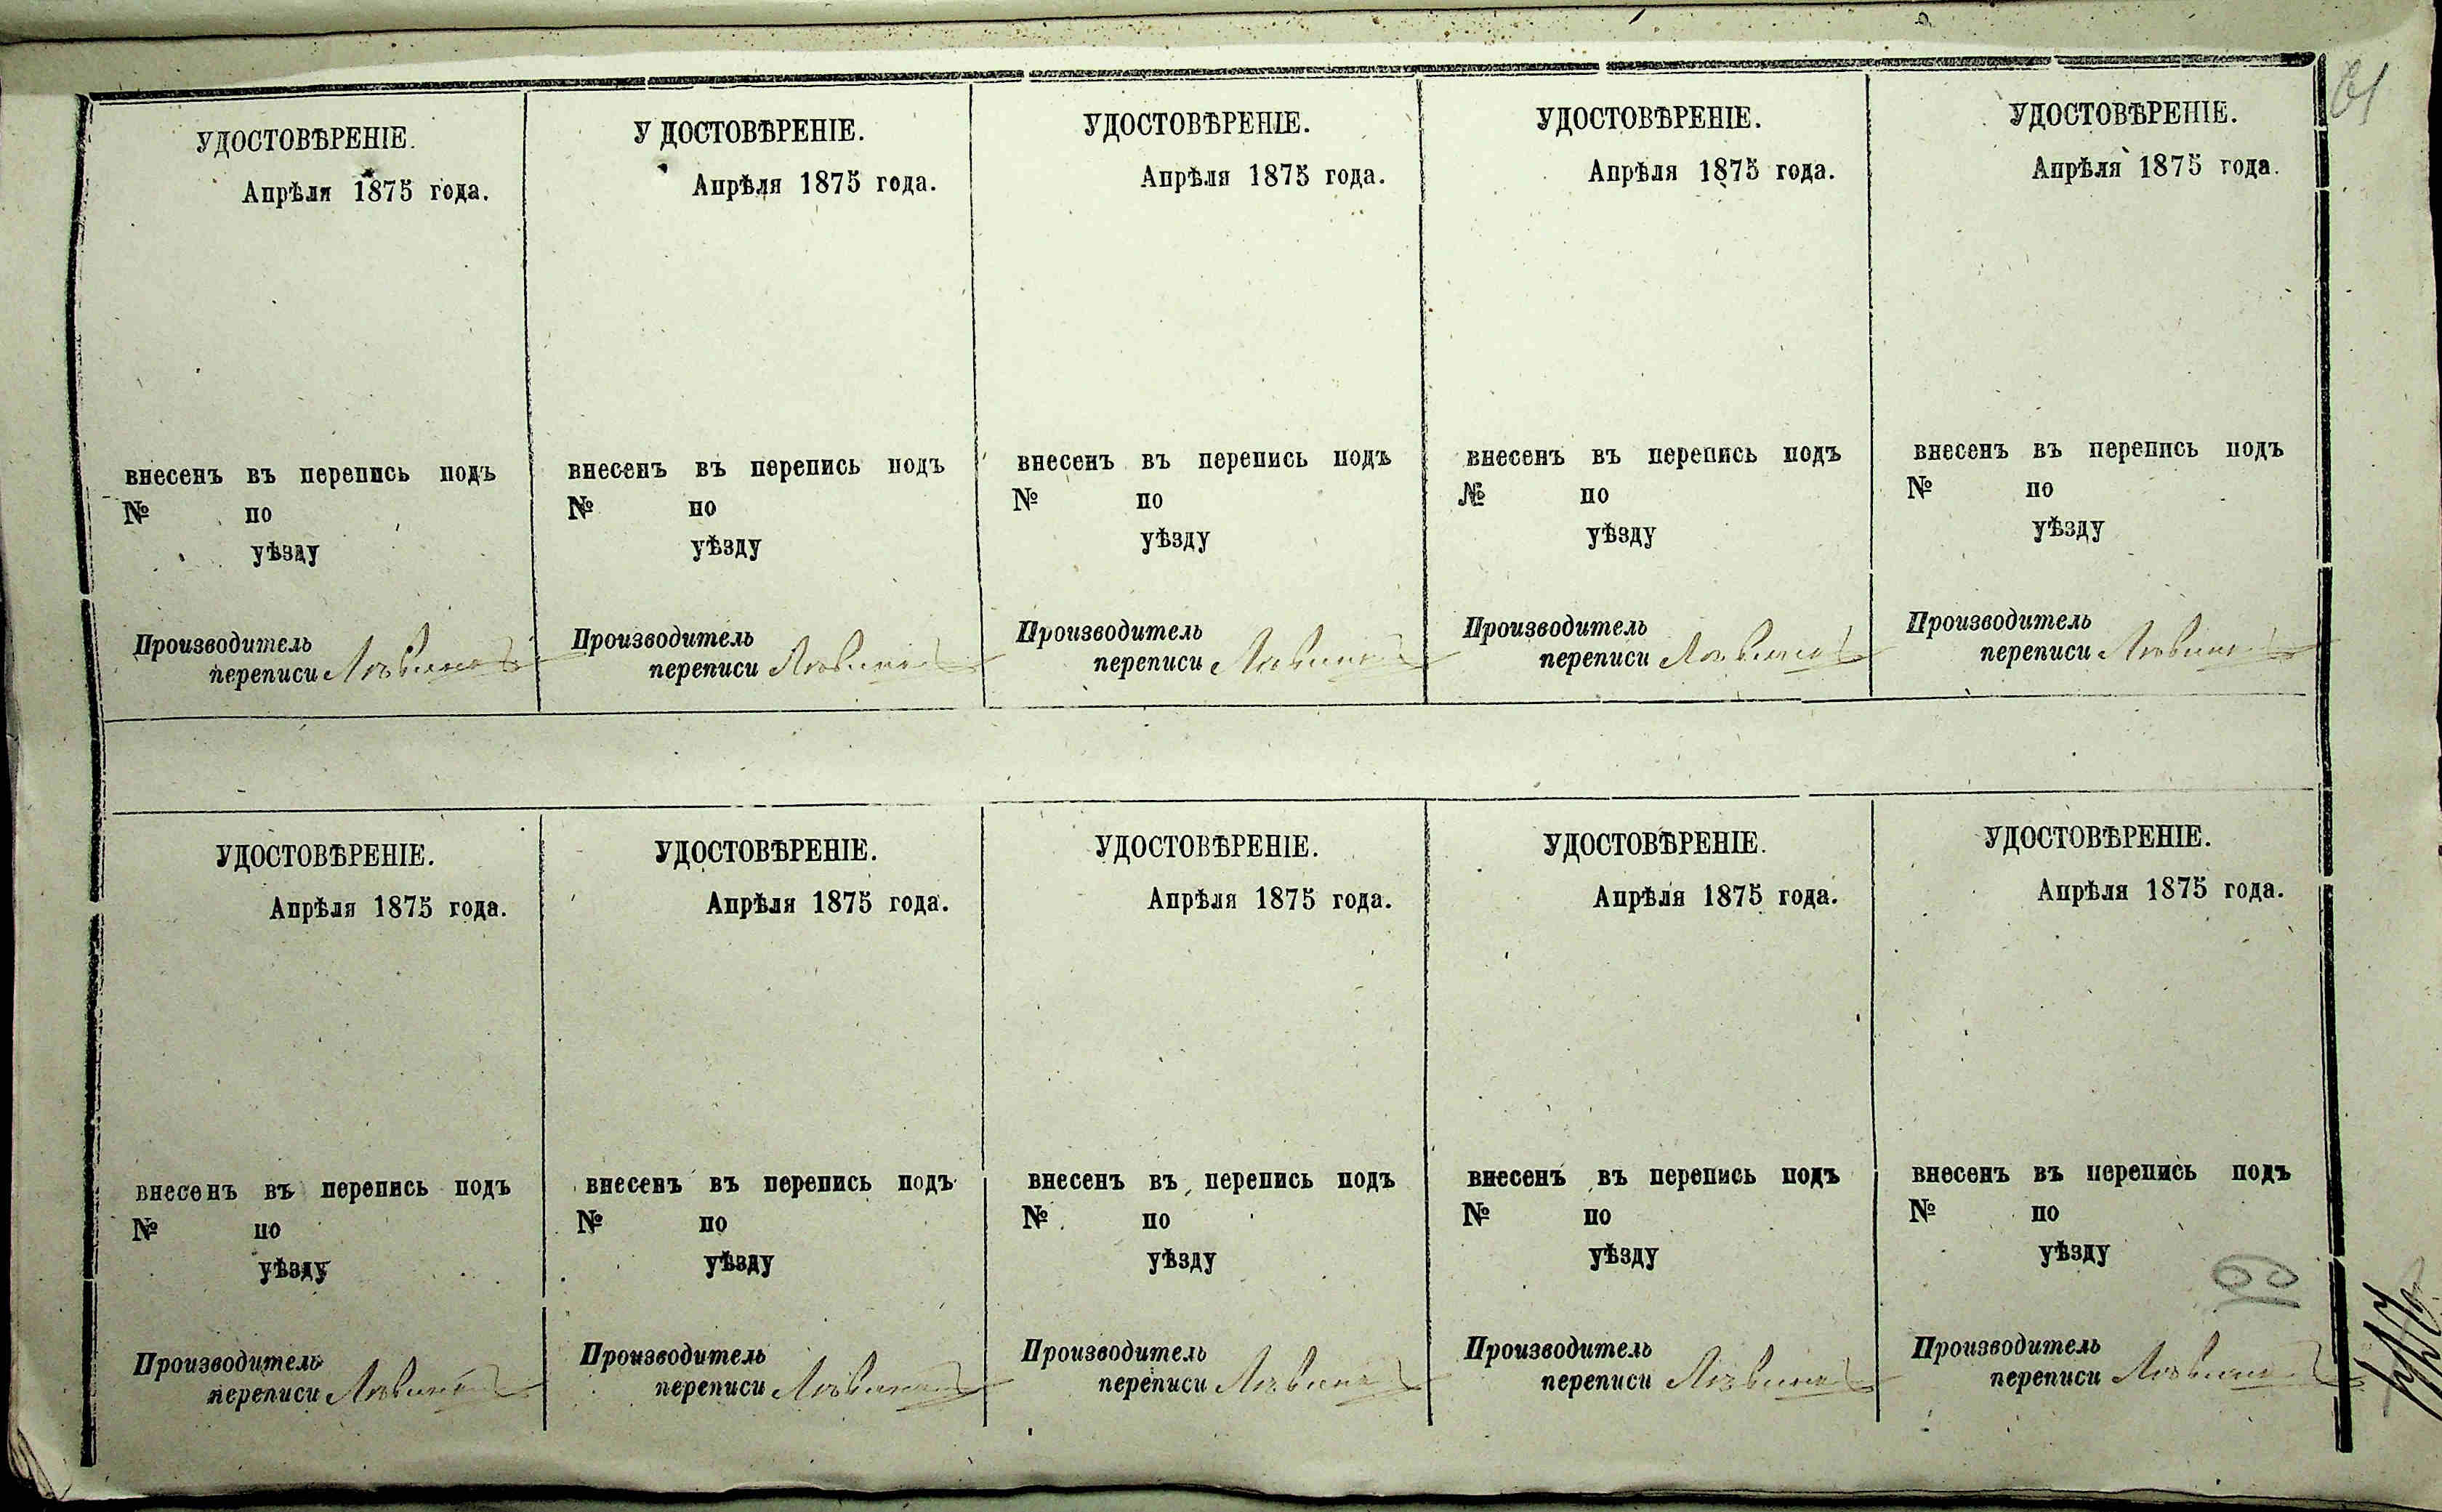 УДОСТОВѢРЕНІЕ.
Апрѣля 1875 года.
внесенъ въ перепись подъ
№ по
уѣзду
Производитель
переписи
УДОСТОВѢРЕНІЕ.
Апрѣля 1875 года.
внесенъ въ перепись подъ
№ по
уѣзду
Производитель
переписи
УДОСТОВѢРЕНІЕ.
Апрѣля 1875 года.
внесенъ въ перепись подъ
№ по
уѣзду
Производитель
переписи
УДОСТОВѢРЕНІЕ.
Апрѣля 1875 года.
внесенъ въ перепись подъ
№ по
уѣзду
Производитель
переписи
УДОСТОВѢРЕНІЕ.
Апрѣля 1875 года.
внесенъ въ перепись подъ
№ по
уѣзду
Производитель
переписи
УДОСТОВѢРЕНІЕ.
Апрѣля 1875 года.
внесенъ въ перепись подъ
№ по
уѣзду
Производитель
переписи
УДОСТОВѢРЕНІЕ.
Апрѣля 1875 года.
внесенъ въ перепись подъ
№ по
уѣзду
Производитель
переписи
УДОСТОВѢРЕНІЕ.
Апрѣля 1875 года.
внесенъ въ перепись подъ
№ по
уѣзду
Производитель
переписи
УДОСТОВѢРЕНІЕ.
Апрѣля 1875 года.
внесенъ въ перепись подъ
№ по
уѣзду
Производитель
переписи
УДОСТОВѢРЕНІЕ.
Апрѣля 1875 года.
внесенъ въ перепись подъ
№ по
уѣзду
Производитель
переписи